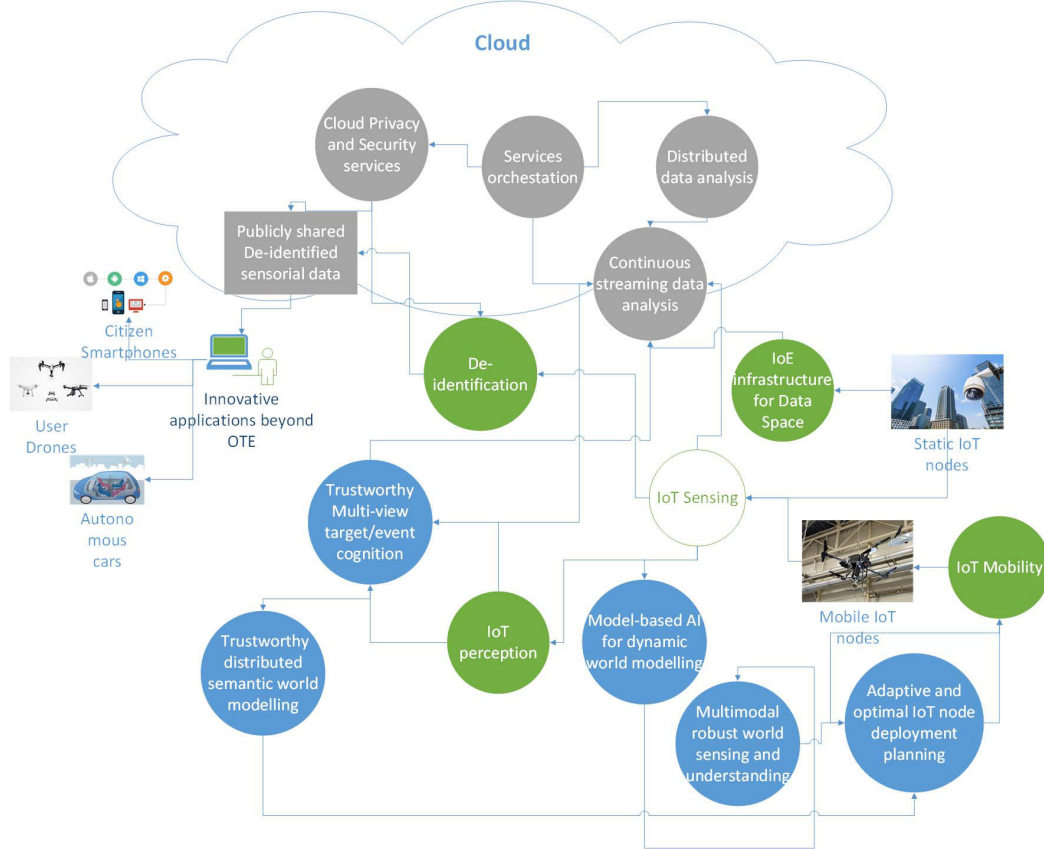 Cloud
Cloud Privacy
and Security
services
Services
orchestation
Distributed
data analysis
Publicly shared
De-identified
sensorial data
Continuous
streaming data
analysis
Citizen
Smartphones
De-
identification
IoE
infrastructure
for Data
Space
User
Drones
Innovative
applications beyond
OTE
Static IoT
nodes
Autono
mous
cars
Trustworthy
Multi-view
target/event
cognition
IoT Sensing
IoT Mobility
Mobile IoT
nodes
Trustworthy
distributed
semantic world
modelling
IoT
perception
Model-based AI
for dynamic
world modelling
Multimodal
robust world
sensing and
understanding
Adaptive and
optimal IoT node
deployment
planning